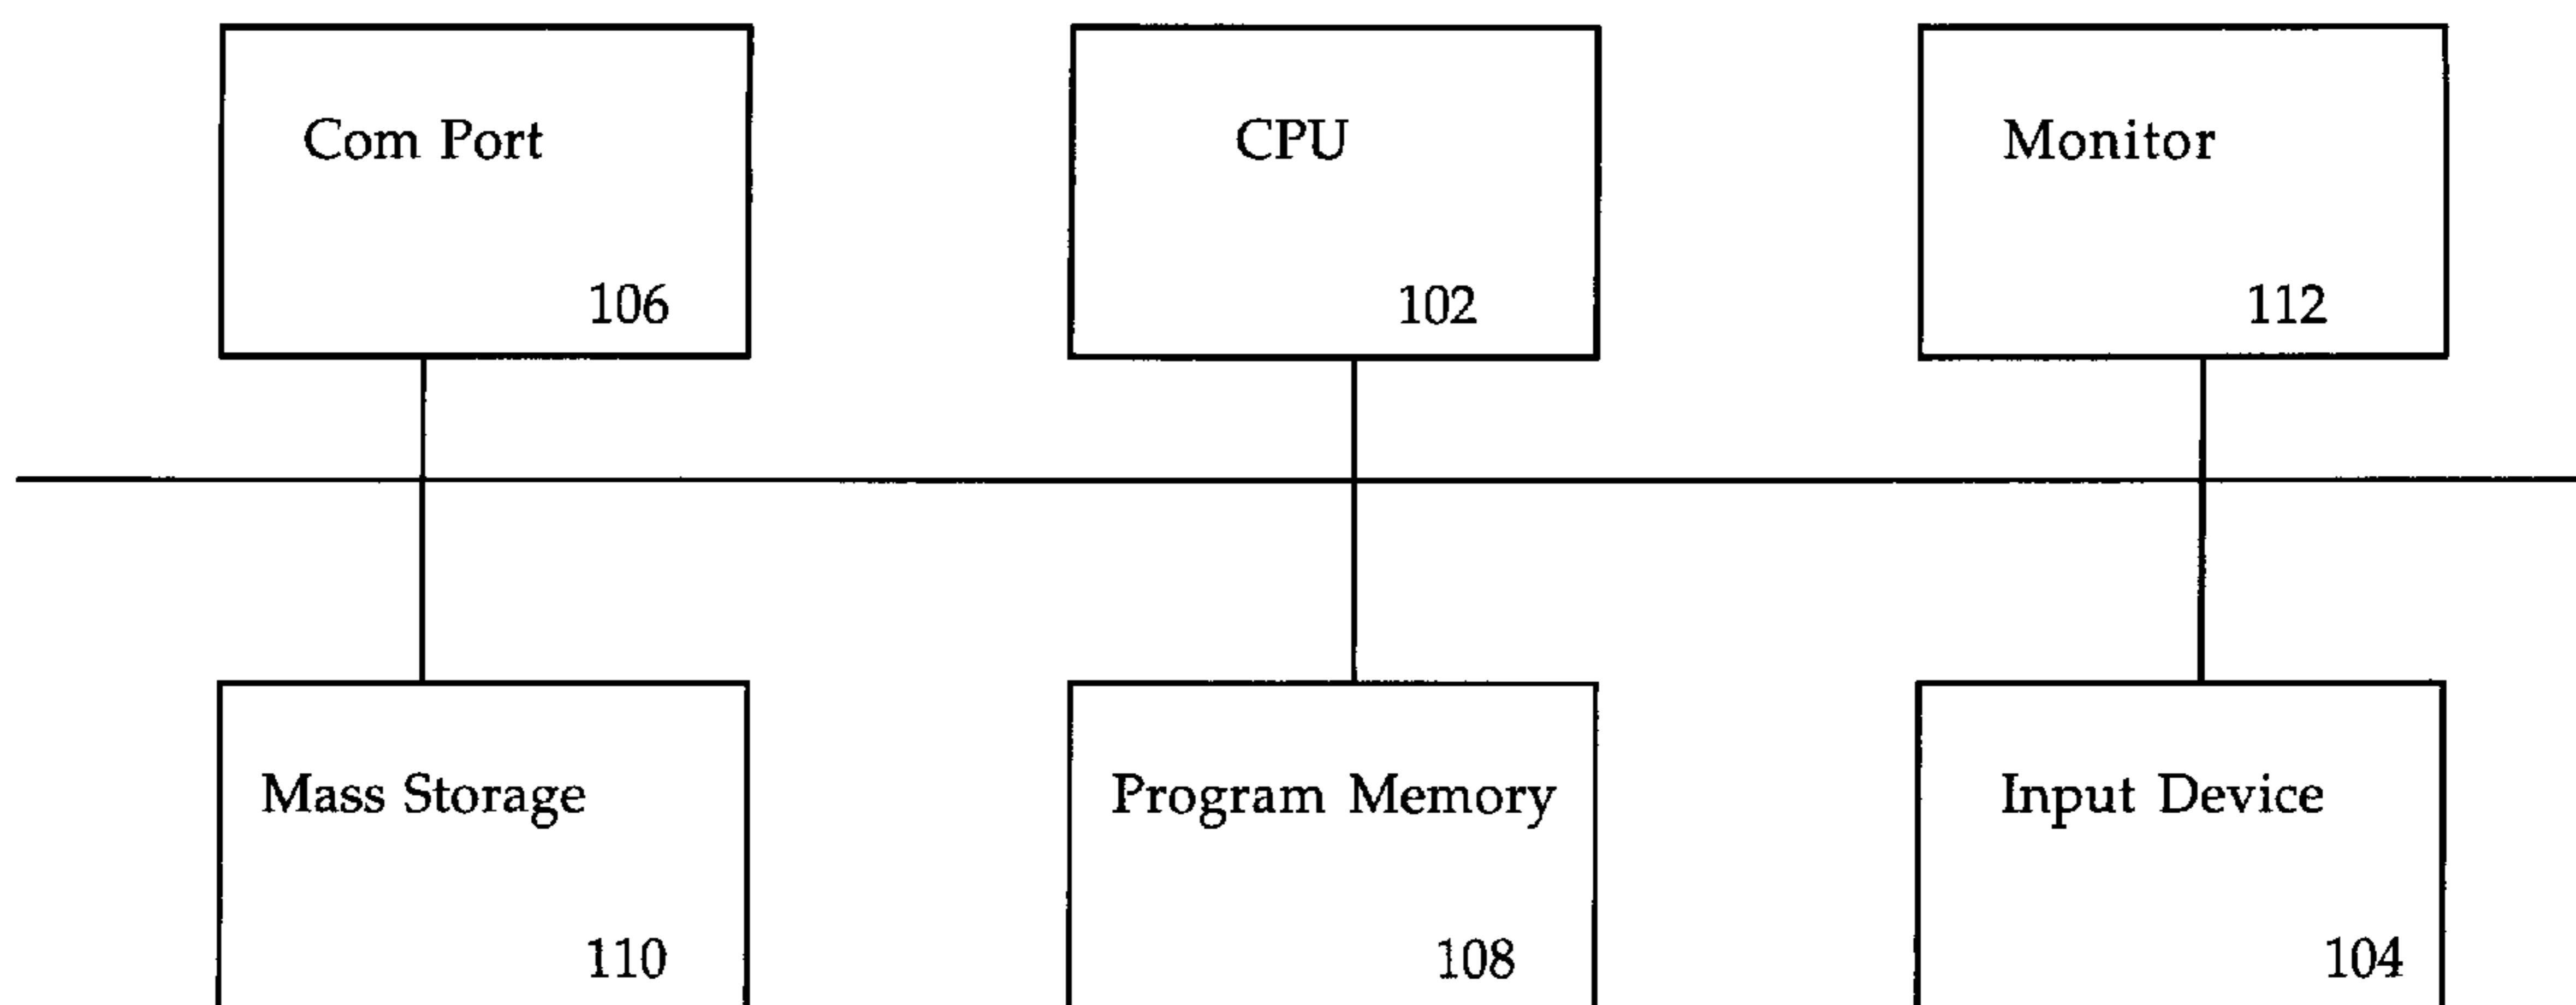 Com Port
106
CPU
102
Monitor
112
Mass Storage
110
Program Memory
108
Input Device
104